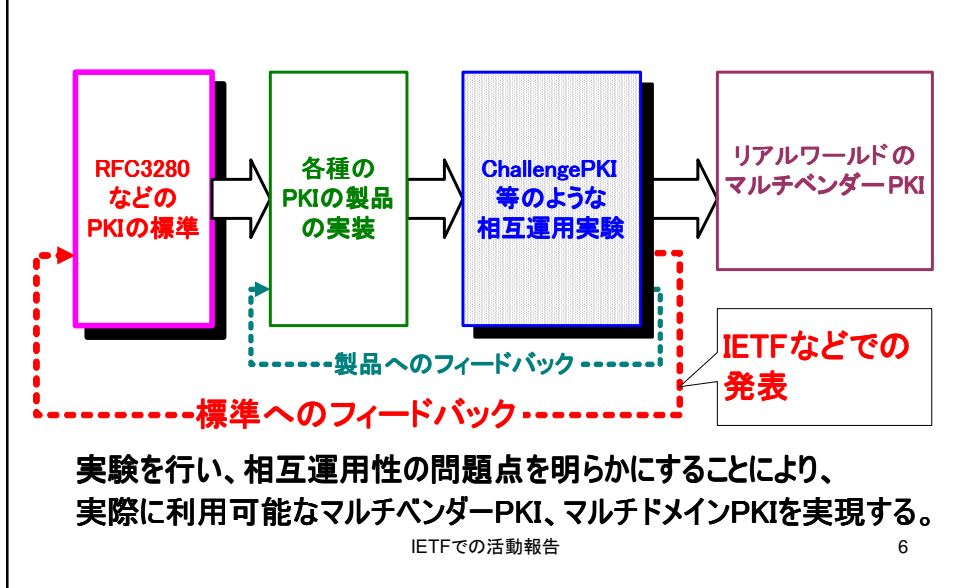 RFC3280
などの
PKIの標準
各種の
PKIの製品
の実装
ChallengePKI
等のような
相互運用実験
リアルワールドの
マルチベンダーPKI
製品へのフィードバック
標準へのフィードバック
IETFなどでの
発表
実験を行い、相互運用性の問題点を明らかにすることにより、
実際に利用可能なマルチベンダーPKI、マルチドメインPKIを実現する。
IETFでの活動報告
6